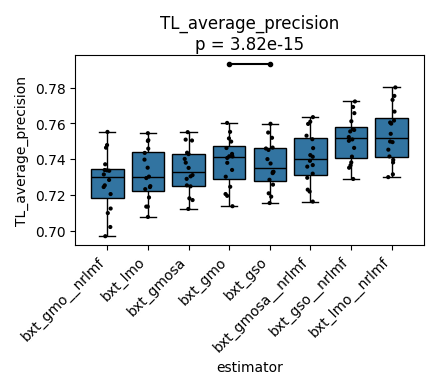 TL_average_precision
p = 3.82e-15
TL_average_precision
0.78
0.76
0.74
0.72
0.70
bxt_gmo__nrlmf
bxt_lmo
bxt_gmosa
bxt_gmo
bxt_gso
bxt_gmosa__nrlmf
bxt_gso__nrlmf
bxt_lmo__nrlmf
estimator